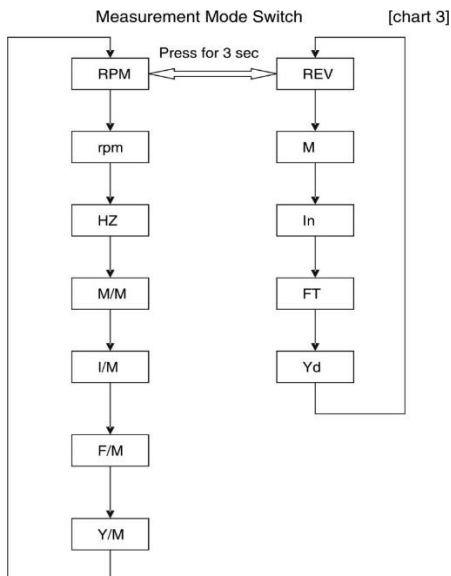 Measurement Mode Switch [chart 3]
Press for 3 sec
RPM
REV
rpm
M
HZ
In
M/M
FT
I/M
Yd
F/M
Y/M